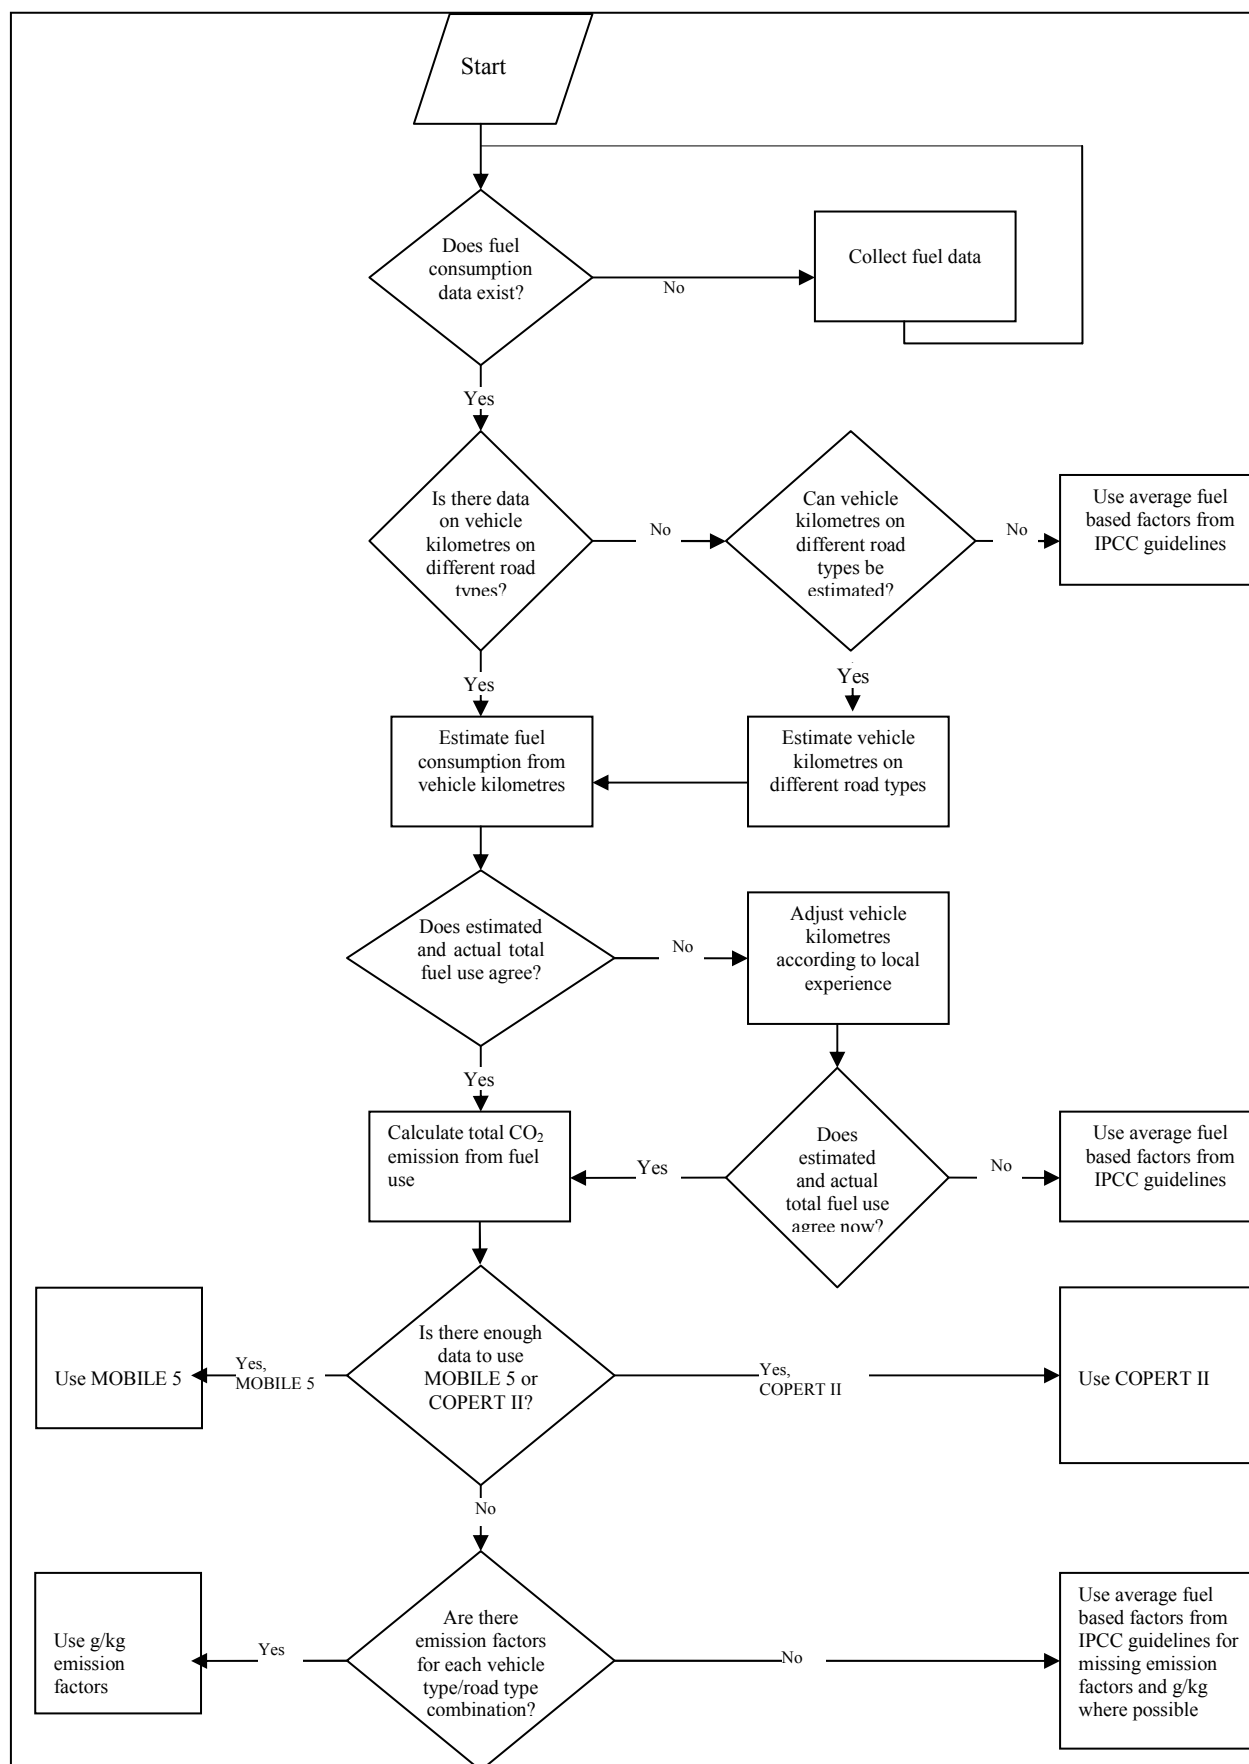 Start
Does fuel
consumption
data exist?
No
Collect fuel data
Yes
Is there data
on vehicle
kilometres on
different road
types?
No
Can vehicle
kilometres on
different road
types be
estimated?
No
Use average fuel
based factors from
IPCC guidelines
Yes
Yes
Estimate fuel
consumption from
vehicle kilometres
Estimate vehicle
kilometres on
different road types
Does estimated
and actual total
fuel use agree?
No
Adjust vehicle
kilometres
according to local
experience
Yes
Calculate total CO₂
emission from fuel
use
Yes
Does
estimated
and actual
total fuel use
agree now?
No
Use average fuel
based factors from
IPCC guidelines
Use MOBILE 5
Yes,
MOBILE 5
Is there enough
data to use
MOBILE 5 or
COPERT II?
Yes,
COPERT II
Use COPERT II
No
Use g/kg
emission
factors
Yes
Are there
emission factors
for each vehicle
type/road type
combination?
No
Use average fuel
based factors from
IPCC guidelines for
missing emission
factors and g/kg
where possible